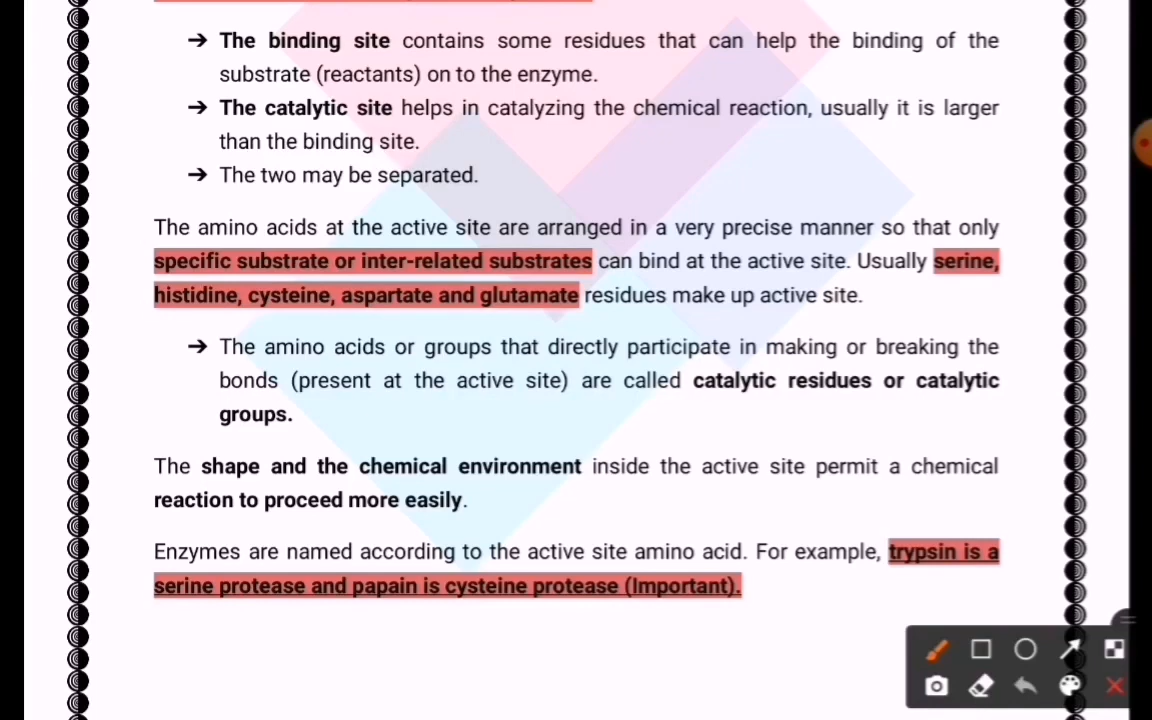 → The binding site contains some residues that can help the binding of the
substrate (reactants) on to the enzyme.
→ The catalytic site helps in catalyzing the chemical reaction, usually it is larger
than the binding site.
→ The two may be separated.
The amino acids at the active site are arranged in a very precise manner so that only
specific substrate or inter-related substrates can bind at the active site. Usually serine,
histidine, cysteine, aspartate and glutamate residues make up active site.
→ The amino acids or groups that directly participate in making or breaking the
bonds (present at the active site) are called catalytic residues or catalytic
groups.
The shape and the chemical environment inside the active site permit a chemical
reaction to proceed more easily.
Enzymes are named according to the active site amino acid. For example, trypsin is a
serine protease and papain is cysteine protease (Important).